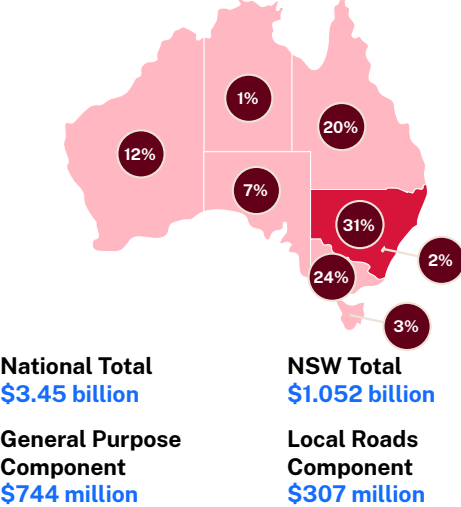 1%
20%
12%
7%
31%
2%
24%
3%
National Total
$3.45 billion
NSW Total
$1.052 billion
General Purpose
Component
$744 million
Local Roads
Component
$307 million